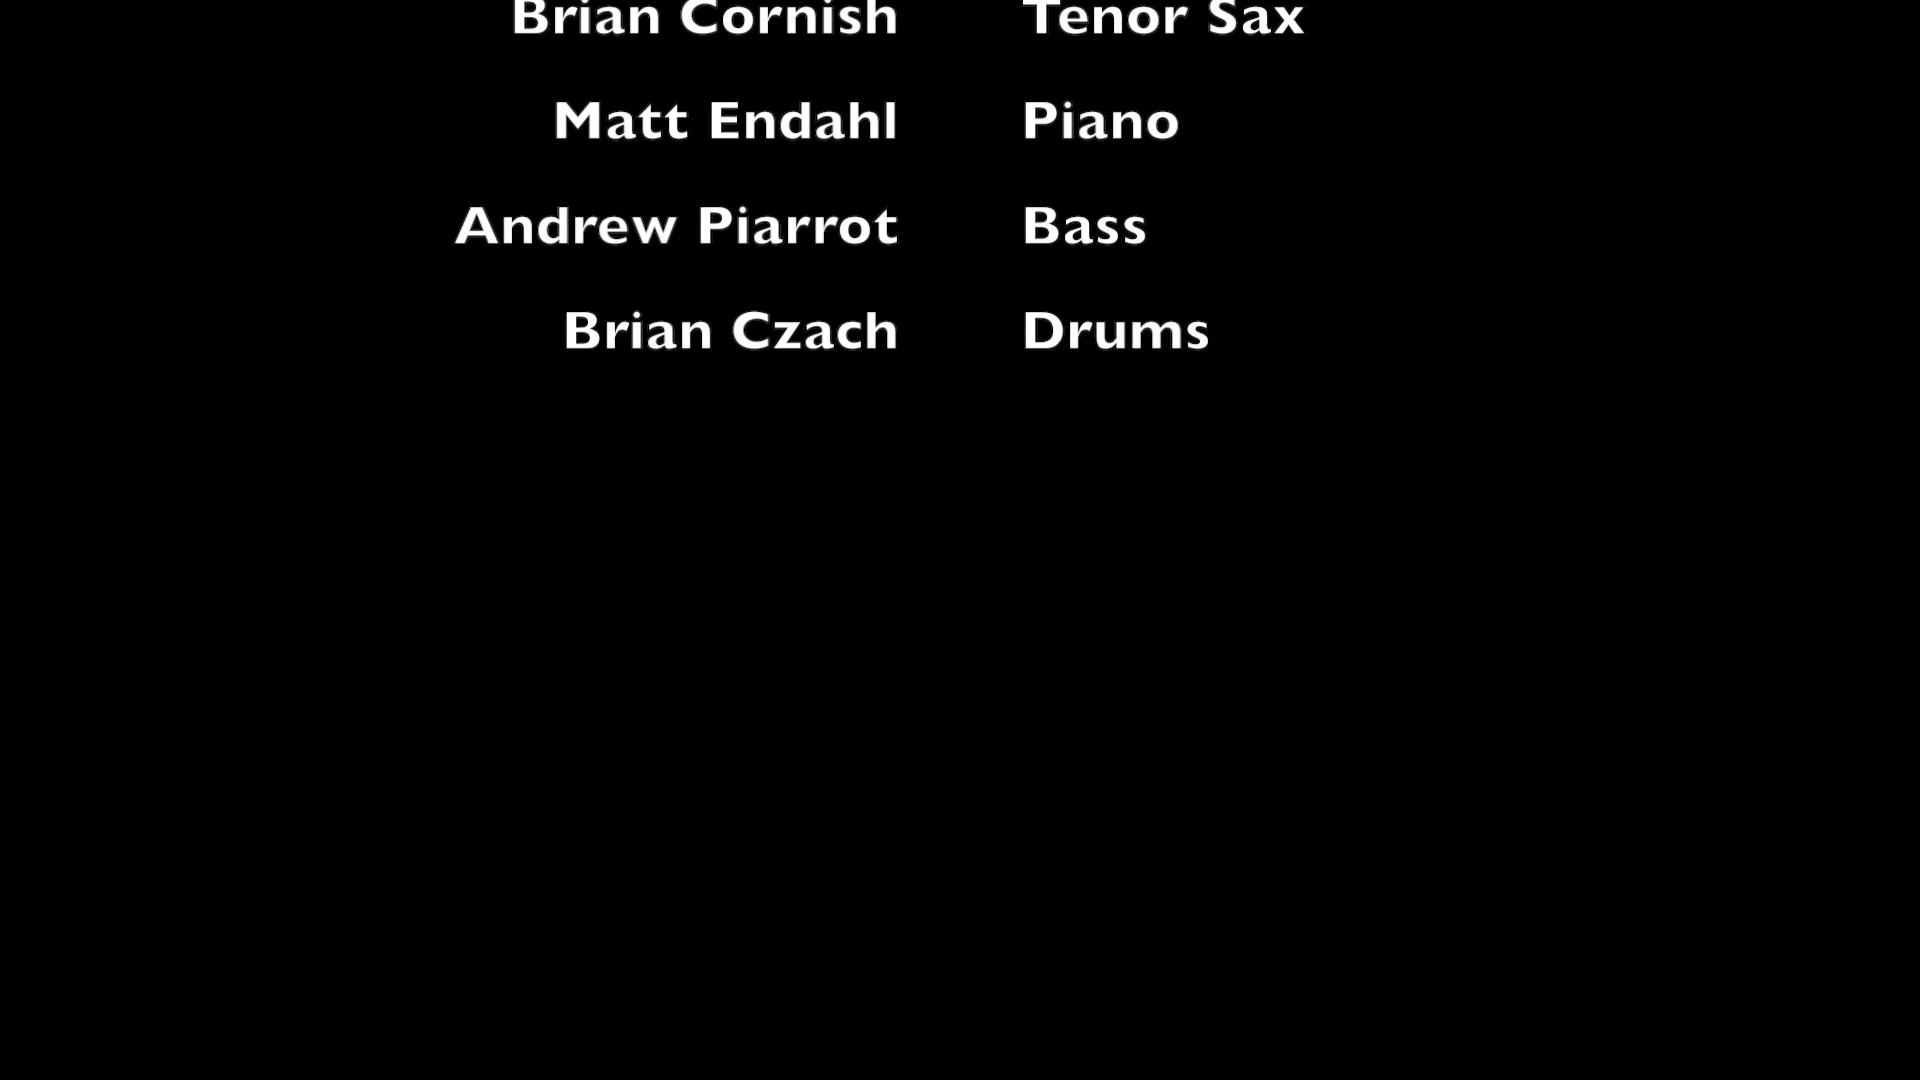 Brian Cornish Tenor Sax
Matt Endahl Piano
Andrew Piarrot Bass
Brian Czach Drums